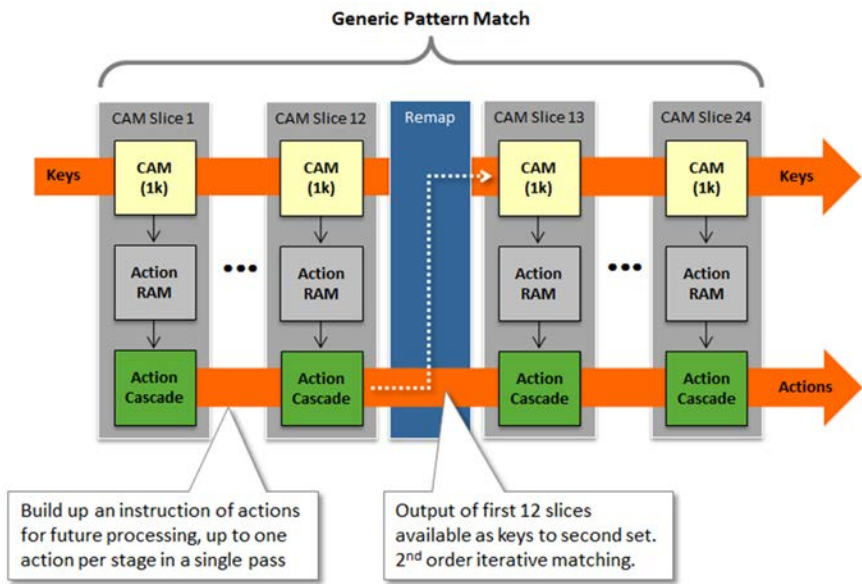 Generic Pattern Match
CAM Slice 1
CAM Slice 12
Remap
CAM Slice 13
CAM Slice 24
Keys
CAM
(1k)
CAM
(1k)
CAM
(1k)
CAM
(1k)
Keys
Action
RAM
Action
RAM
Action
RAM
Action
RAM
Action
Cascade
Action
Cascade
Action
Cascade
Action
Cascade
Actions
Build up an instruction of actions
for future processing, up to one
action per stage in a single pass
Output of first 12 slices
available as keys to second set.
2nd order iterative matching.